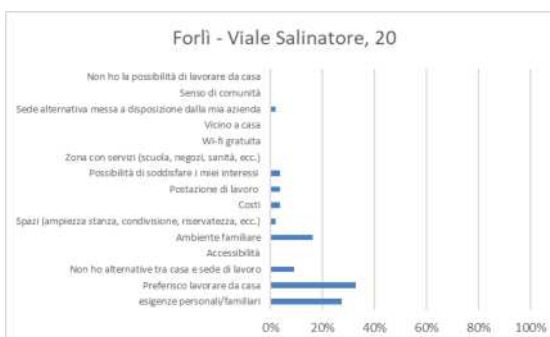 Forlì - Viale Salinatore, 20
Non ho la possibilità di lavorare da casa
Senso di comunità
Sede alternativa messa a disposizione dalla mia azienda
Vicino a casa
Wi-fi gratuita
Zona con servizi (scuola, negozi, sanità, ecc.)
Possibilità di soddisfare i miei interessi
Postazione di lavoro
Costi
Spazi (ampiezza stanza, condivisione, riservatezza, ecc.)
Ambiente familiare
Accessibilità
Non ho alternative tra casa e sede di lavoro
Preferisco lavorare da casa
esigenze personali/familiari
0% 20% 40% 60% 80% 100%